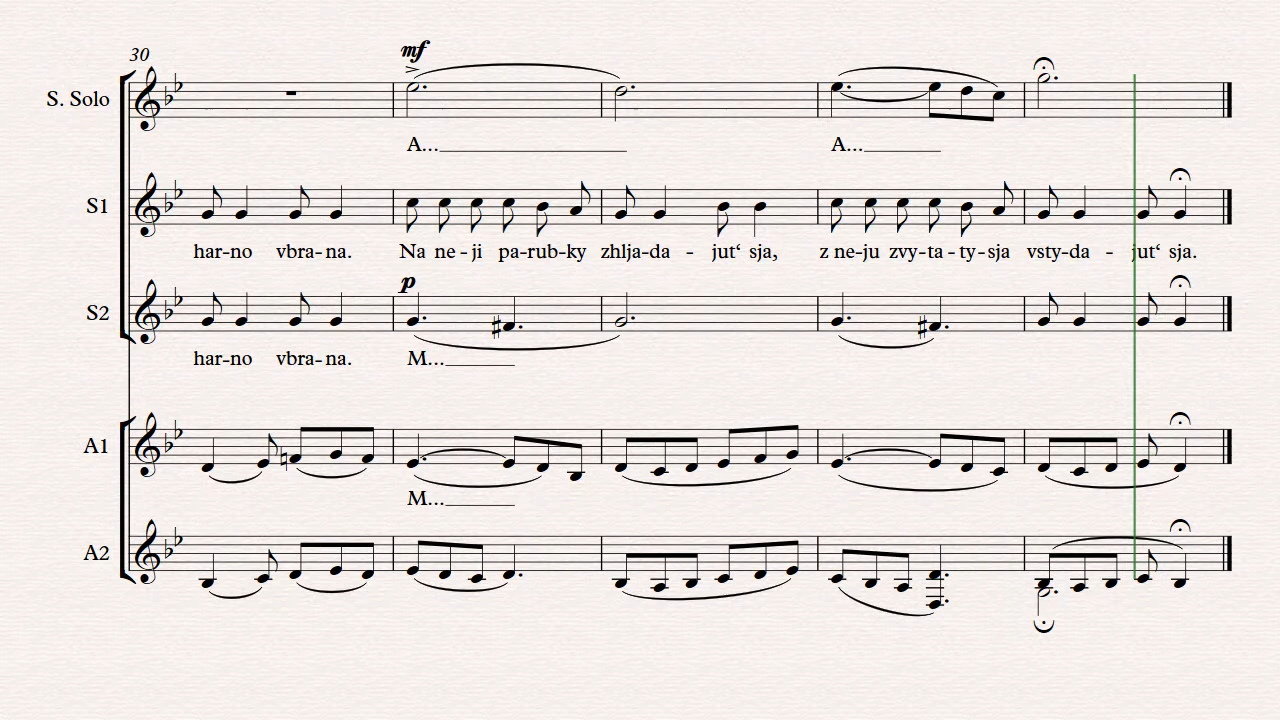 30
mf
S. Solo
A...
A...
S1
har-no vbra-na. Na ne-ji pa-rub-ky zhlja-da - jut‘ sja, z ne-ju zvy-ta-ty-sja vsty-da - jut‘ sja.
p
S2
har-no vbra-na. M...
A1
M...
A2